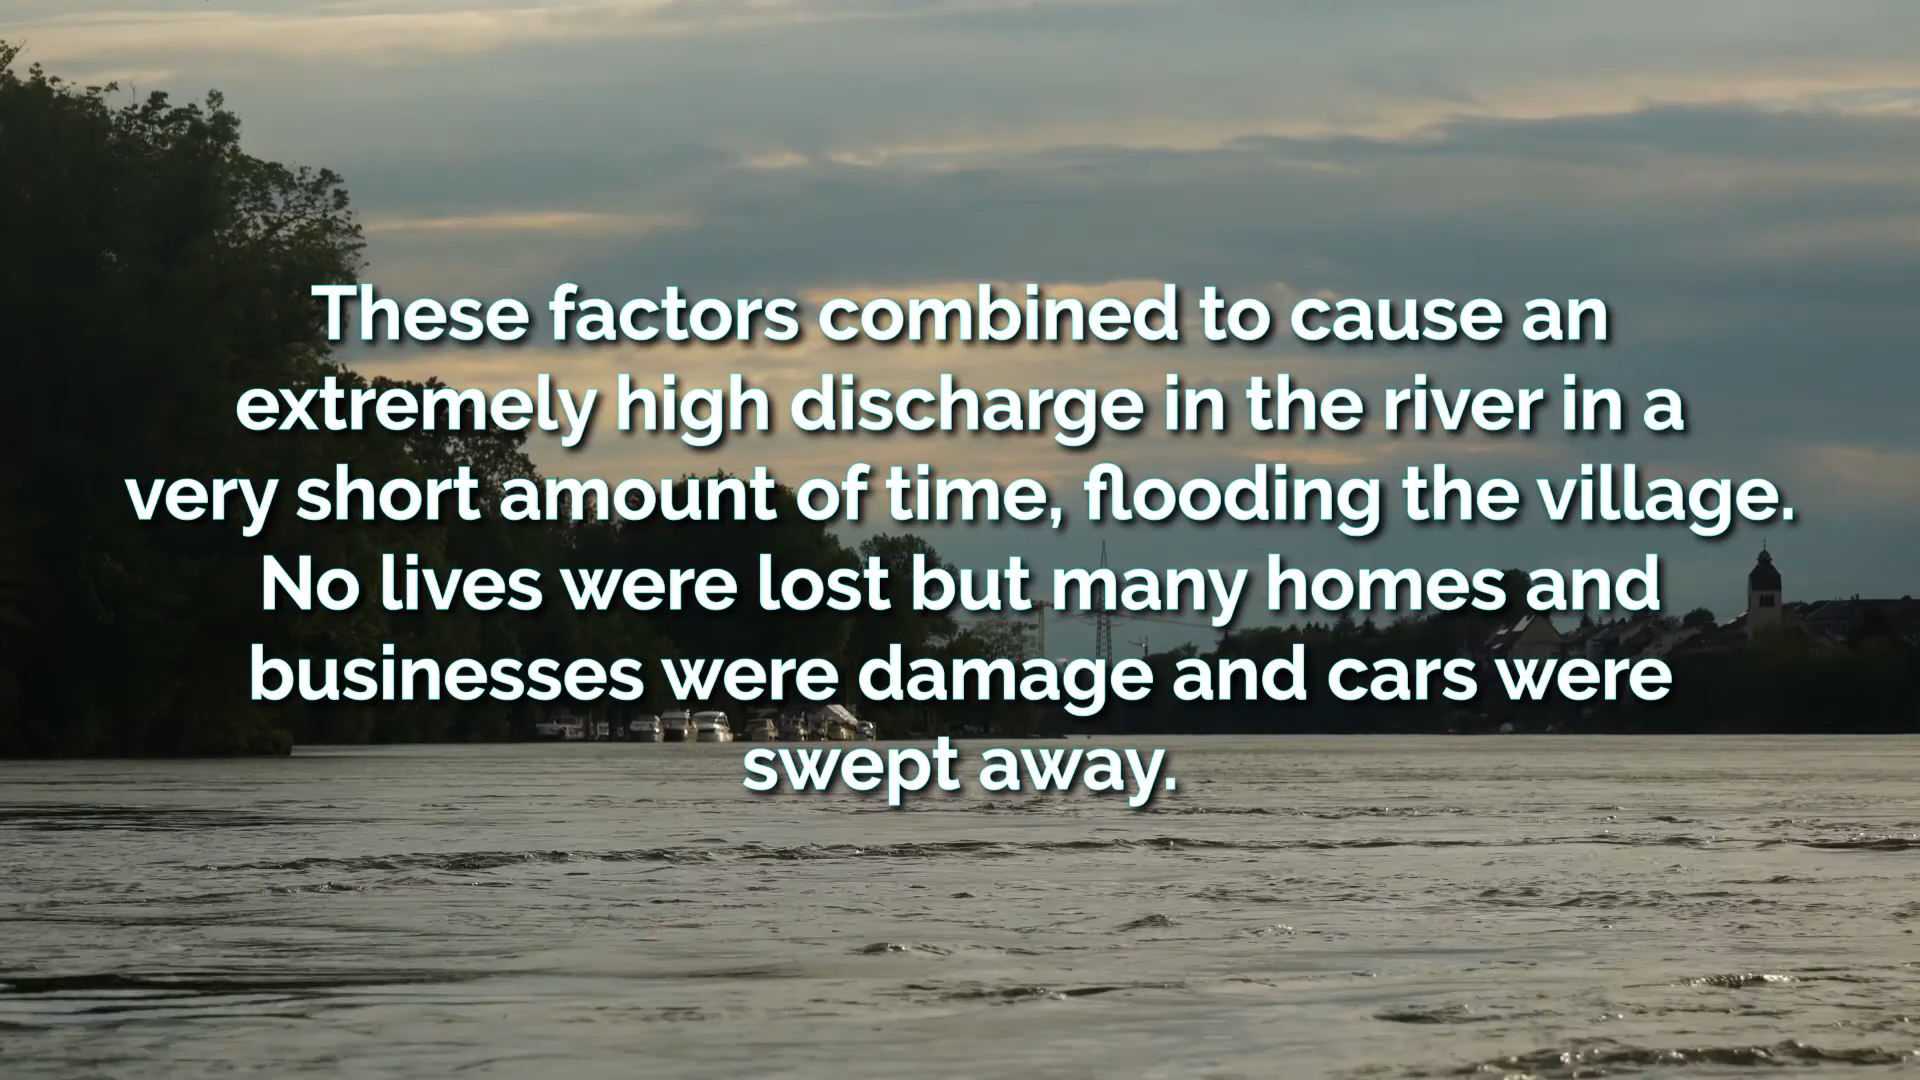 These factors combined to cause an
extremely high discharge in the river in a
very short amount of time, flooding the village.
No lives were lost but many homes and
businesses were damage and cars were
swept away.